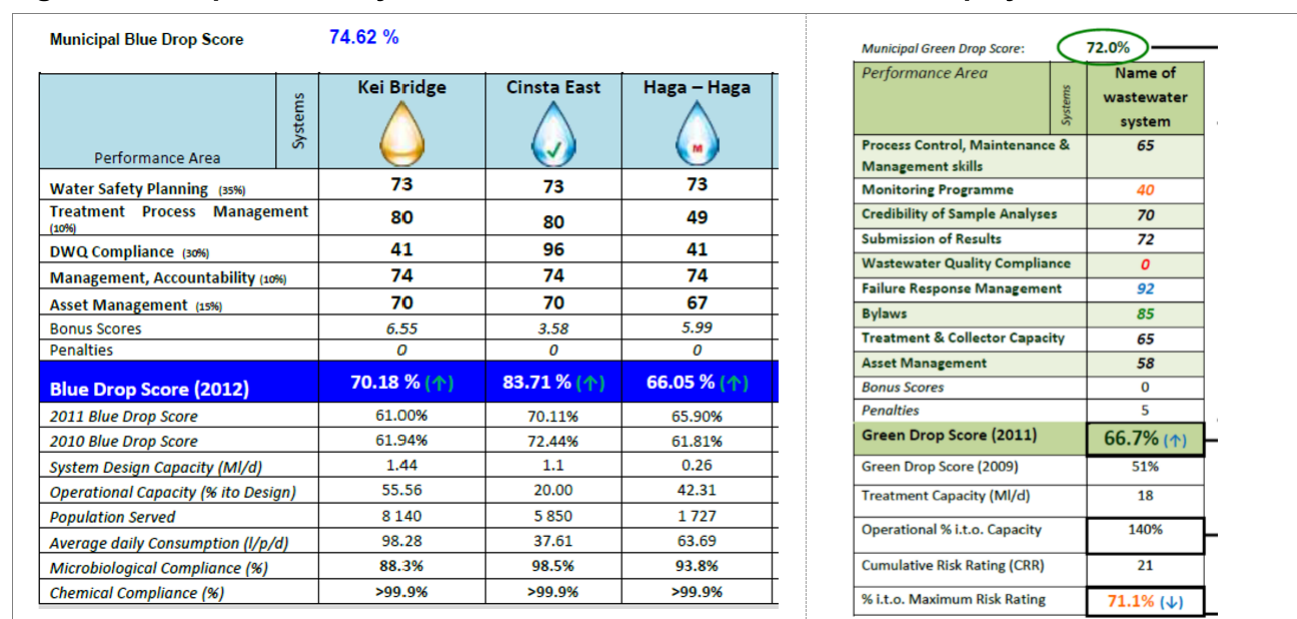 Municipal Blue Drop Score 74.62 %
Systems Kei Bridge Cinsta East Haga – Haga
M
Performance Area
Water Safety Planning (35%) 73 73 73
Treatment Process Management
(10%) 80 80 49
DWQ Compliance (30%) 41 96 41
Management, Accountability (10%) 74 74 74
Asset Management (15%) 70 70 67
Bonus Scores 6.55 3.58 5.99
Penalties 0 0 0
Blue Drop Score (2012) 70.18 % (↑) 83.71 % (↑) 66.05 % (↑)
2011 Blue Drop Score 61.00% 70.11% 65.90%
2010 Blue Drop Score 61.94% 72.44% 61.81%
System Design Capacity (Ml/d) 1.44 1.1 0.26
Operational Capacity (% ito Design) 55.56 20.00 42.31
Population Served 8 140 5 850 1 727
Average daily Consumption (l/p/d) 98.28 37.61 63.69
Microbiological Compliance (%) 88.3% 98.5% 93.8%
Chemical Compliance (%) >99.9% >99.9% >99.9%
Municipal Green Drop Score: 72.0%
Performance Area Systems Name of
wastewater
system
Process Control, Maintenance & 65
Management skills
Monitoring Programme 40
Credibility of Sample Analyses 70
Submission of Results 72
Wastewater Quality Compliance 0
Failure Response Management 92
Bylaws 85
Treatment & Collector Capacity 65
Asset Management 58
Bonus Scores 0
Penalties 5
Green Drop Score (2011) 66.7% (↑)
Green Drop Score (2009) 51%
Treatment Capacity (Ml/d) 18
Operational % i.t.o. Capacity 140%
Cumulative Risk Rating (CRR) 21
% i.t.o. Maximum Risk Rating 71.1% (↓)